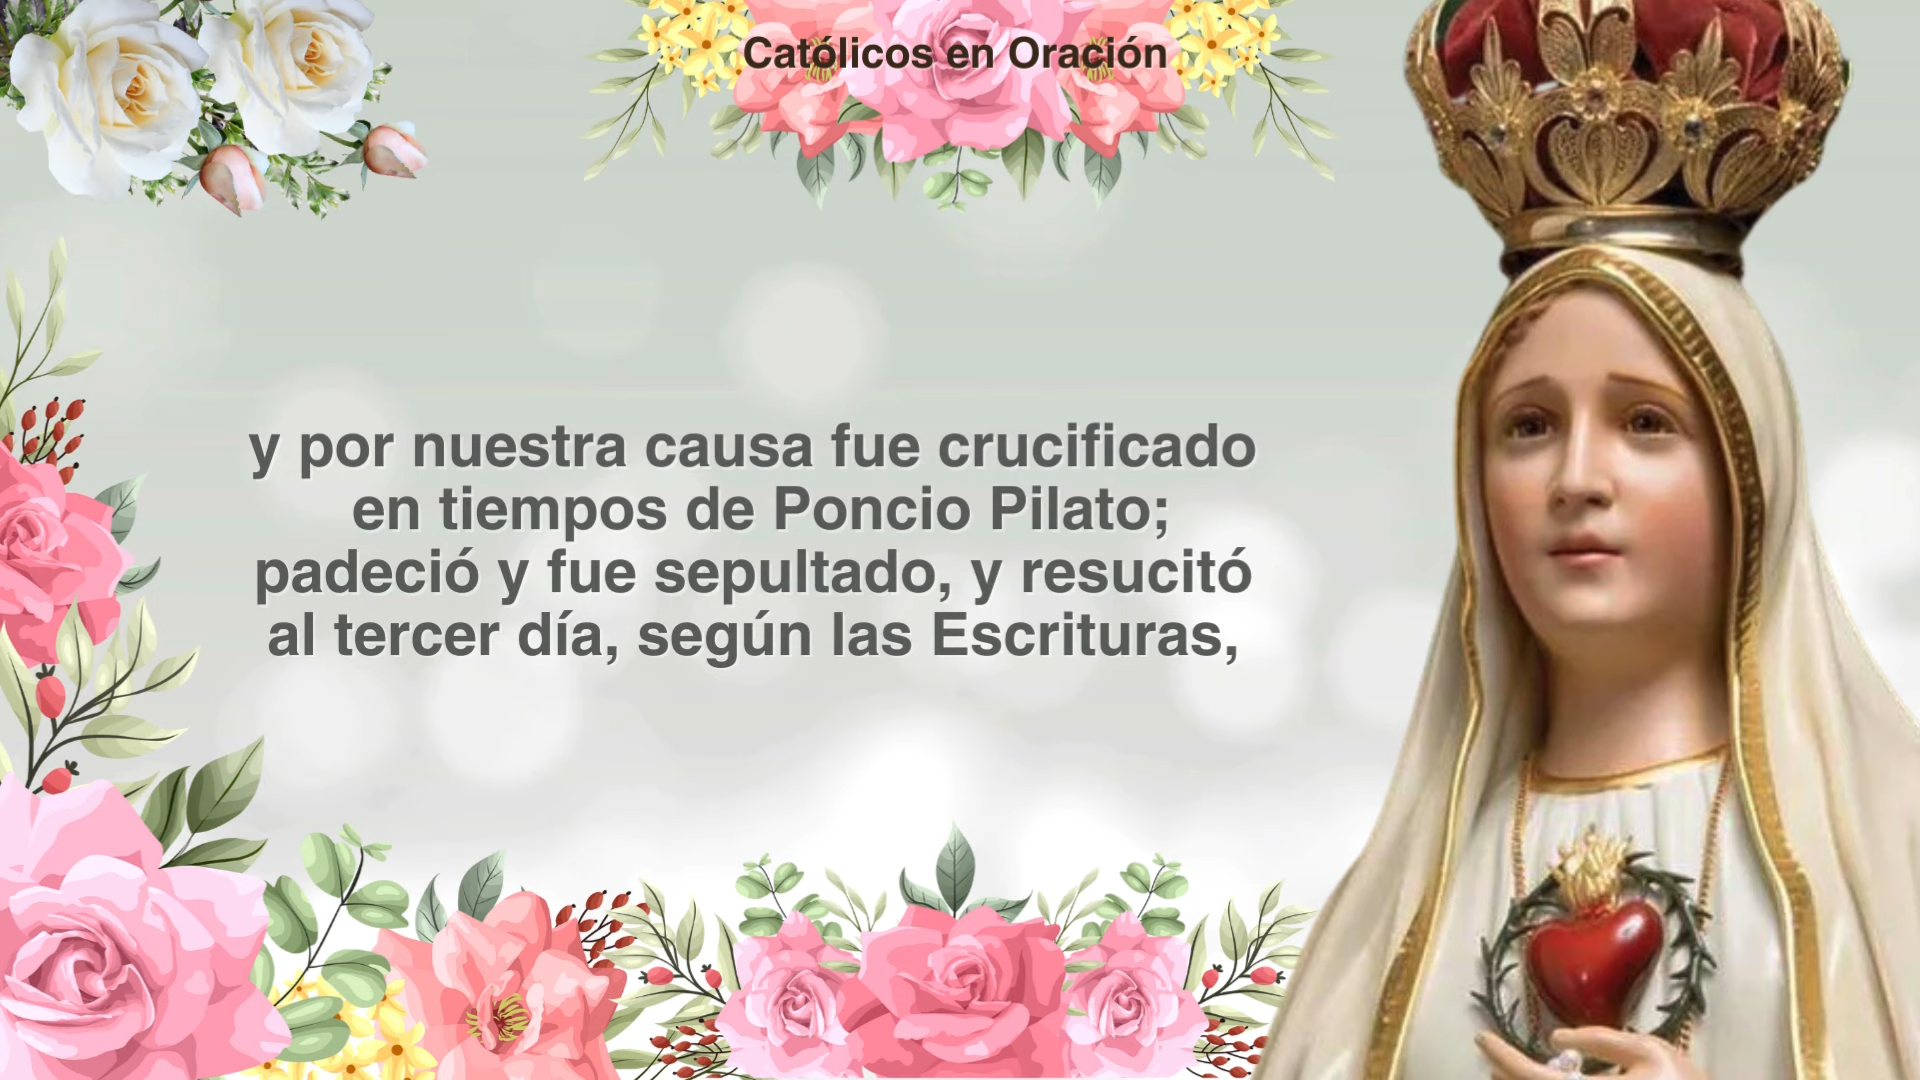 Católicos en Oración
y por nuestra causa fue crucificado
en tiempos de Poncio Pilato;
padeció y fue sepultado, y resucitó
al tercer día, según las Escrituras,